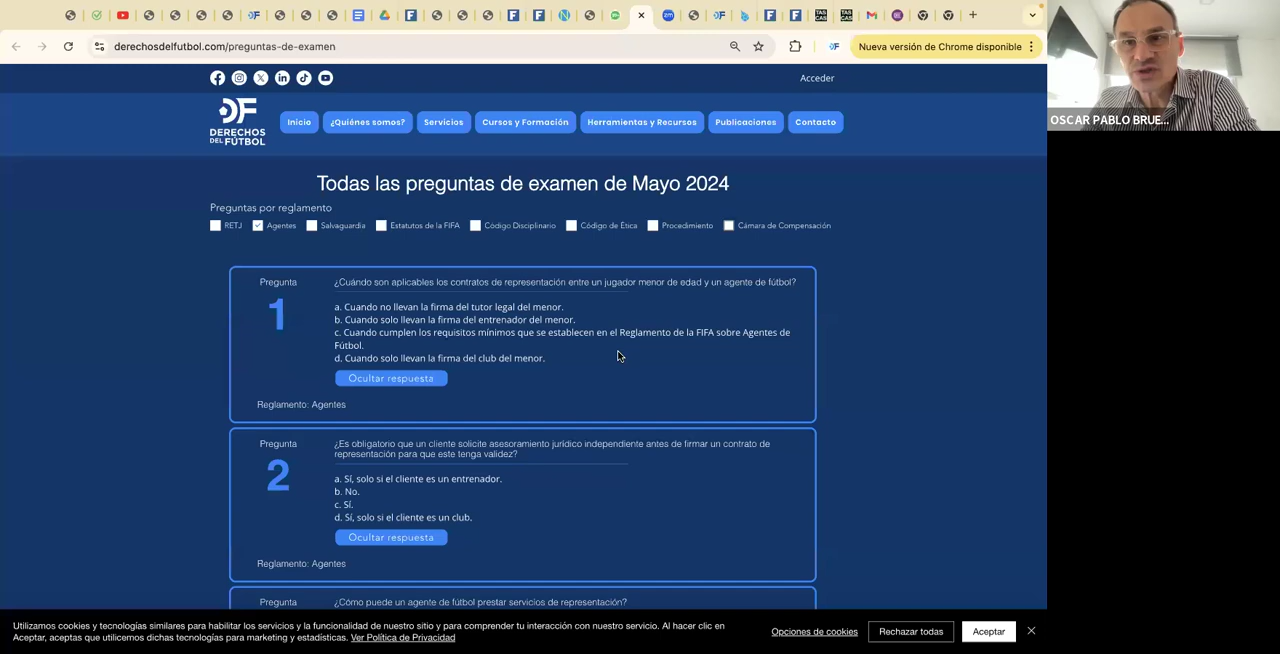 derechosdelfutbol.com/preguntas-de-examen
Nueva versión de Chrome disponible
OSCAR PABLO BRUE...
Acceder
DERECHOS
DEL FÚTBOL
Inicio
¿Quiénes somos?
Servicios
Cursos y Formación
Herramientas y Recursos
Publicaciones
Contacto
Todas las preguntas de examen de Mayo 2024
Preguntas por reglamento
RETJ
Agentes
Salvaguardia
Estatutos de la FIFA
Código Disciplinario
Código de Ética
Procedimiento
Cámara de Compensación
Pregunta
1
¿Cuándo son aplicables los contratos de representación entre un jugador menor de edad y un agente de fútbol?
a. Cuando no llevan la firma del tutor legal del menor.
b. Cuando solo llevan la firma del entrenador del menor.
c. Cuando cumplen los requisitos mínimos que se establecen en el Reglamento de la FIFA sobre Agentes de
Fútbol.
d. Cuando solo llevan la firma del club del menor.
Ocultar respuesta
Reglamento: Agentes
Pregunta
2
¿Es obligatorio que un cliente solicite asesoramiento jurídico independiente antes de firmar un contrato de
representación para que este tenga validez?
a. Sí, solo si el cliente es un entrenador.
b. No.
c. Sí.
d. Sí, solo si el cliente es un club.
Ocultar respuesta
Reglamento: Agentes
Pregunta
¿Cómo puede un agente de fútbol prestar servicios de representación?
Utilizamos cookies y tecnologías similares para habilitar los servicios y la funcionalidad de nuestro sitio y para comprender tu interacción con nuestro servicio. Al hacer clic en
Aceptar, aceptas que utilicemos dichas tecnologías para marketing y estadísticas. Ver Política de Privacidad
Opciones de cookies
Rechazar todas
Aceptar